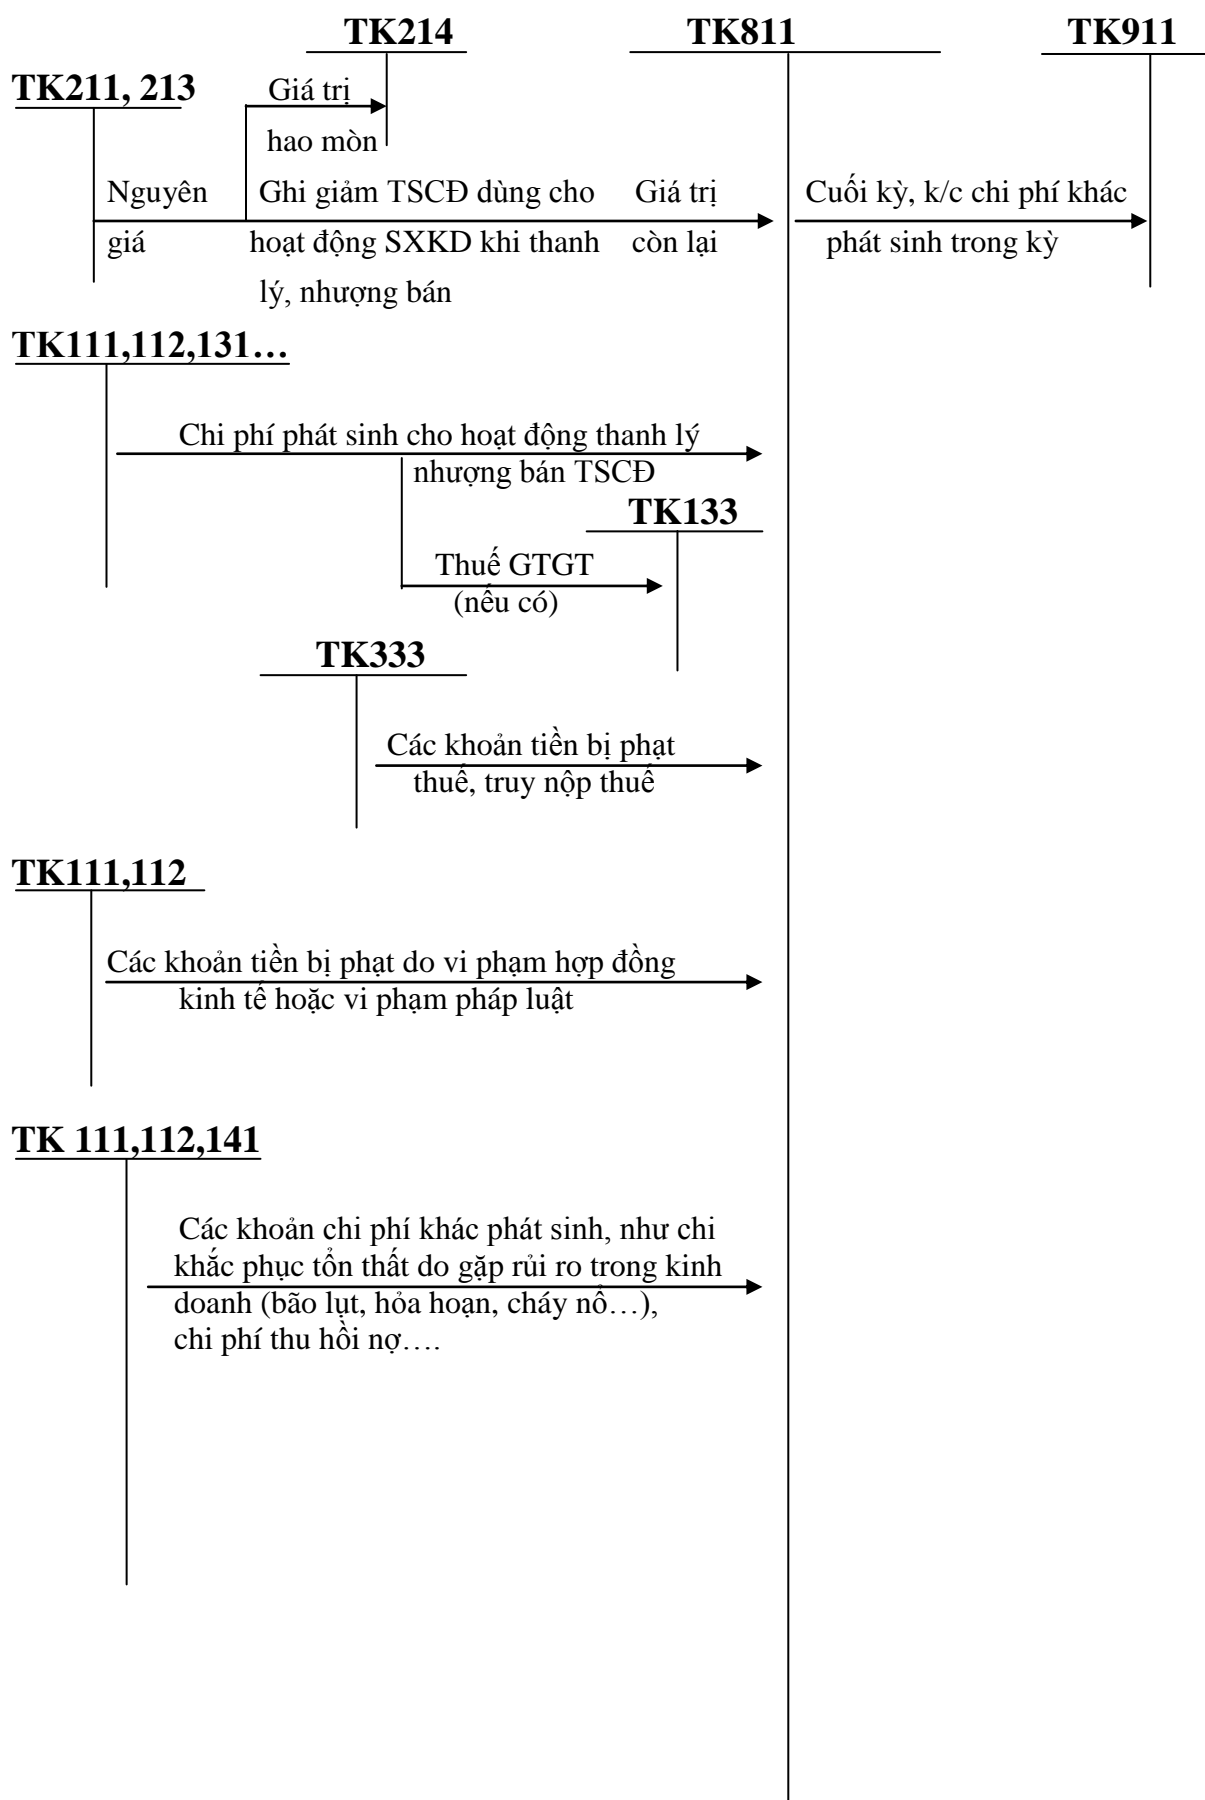 TK214
TK811
TK911
TK211, 213
Giá trị
hao mòn
Nguyên
giá
Ghi giảm TSCĐ dùng cho
hoạt động SXKD khi thanh
lý, nhượng bán
Giá trị
còn lại
Cuối kỳ, k/c chi phí khác
phát sinh trong kỳ
TK111,112,131…
Chi phí phát sinh cho hoạt động thanh lý
nhượng bán TSCĐ
TK133
Thuế GTGT
(nếu có)
TK333
Các khoản tiền bị phạt
thuế, truy nộp thuế
TK111,112
Các khoản tiền bị phạt do vi phạm hợp đồng
kinh tế hoặc vi phạm pháp luật
TK 111,112,141
Các khoản chi phí khác phát sinh, như chi
khắc phục tổn thất do gặp rủi ro trong kinh
doanh (bão lụt, hỏa hoạn, cháy nổ…),
chi phí thu hồi nợ….